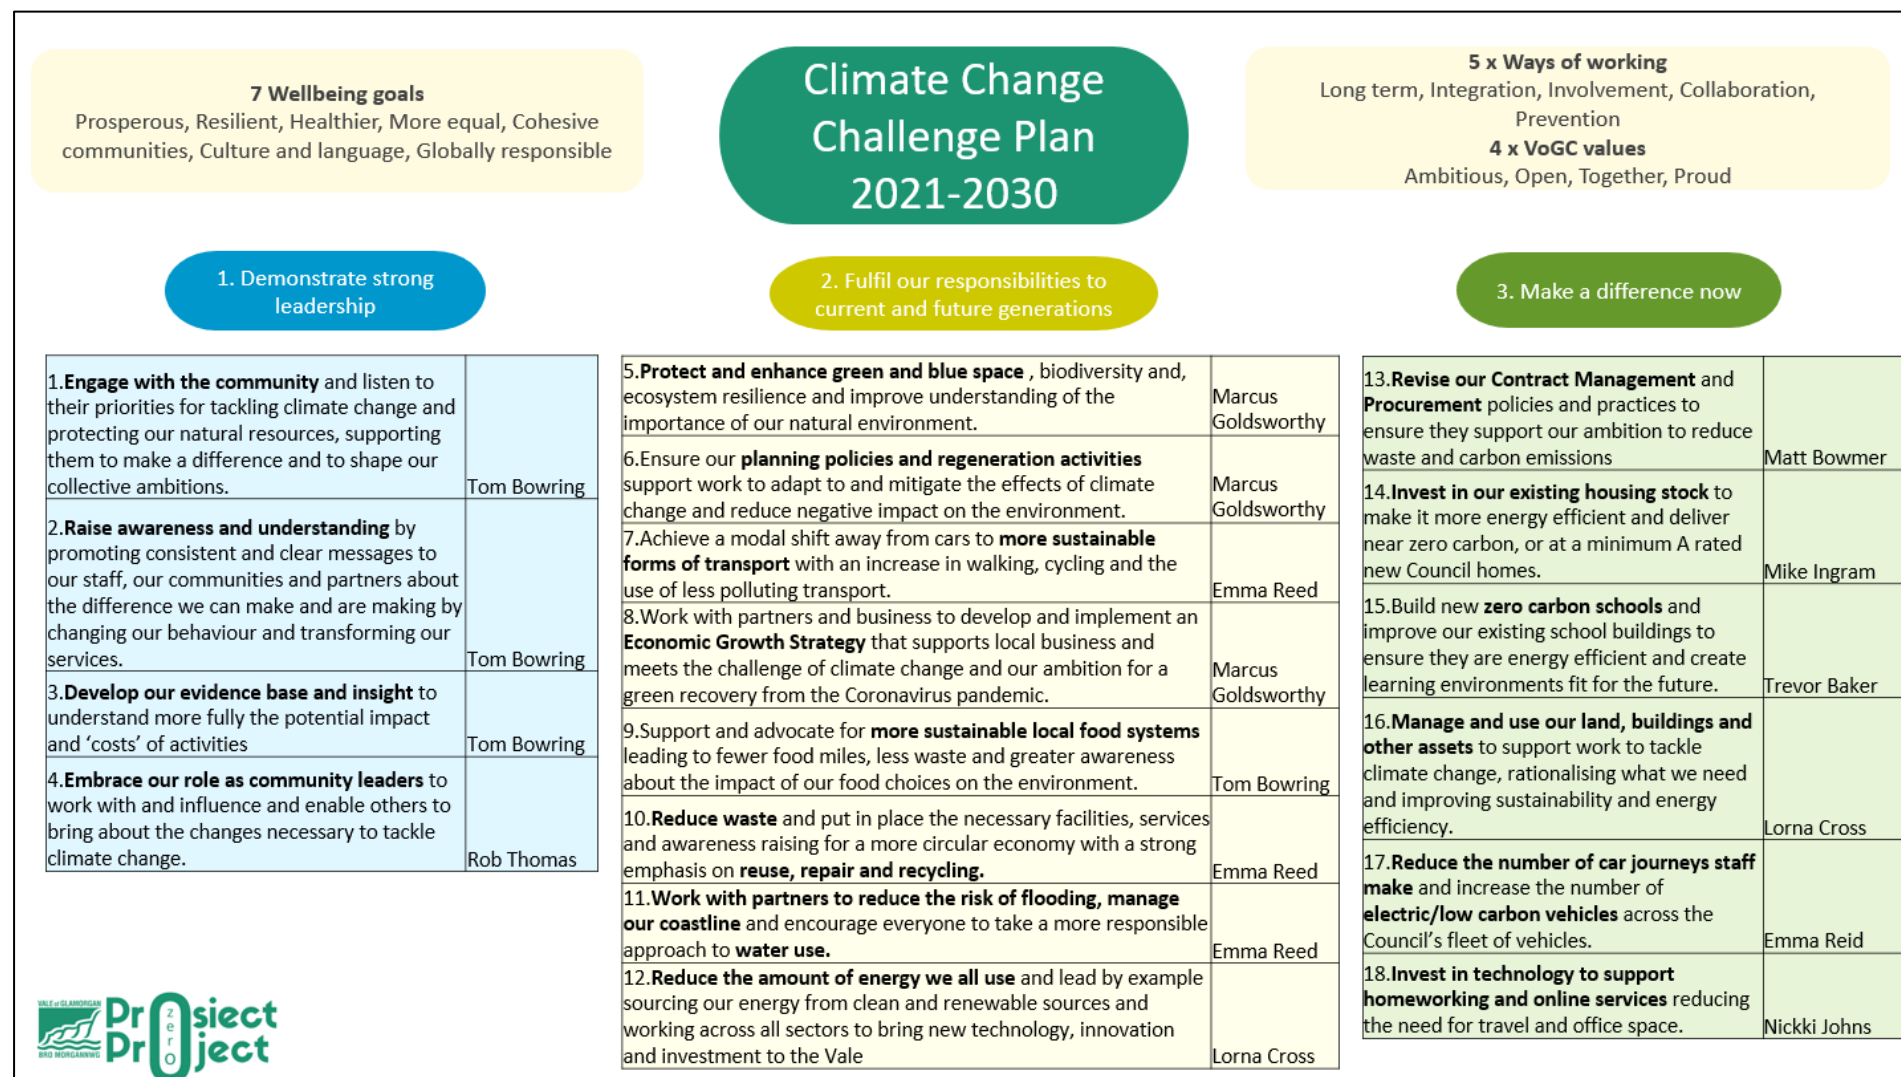 7 Wellbeing goals
Prosperous, Resilient, Healthier, More equal, Cohesive
communities, Culture and language, Globally responsible
Climate Change
Challenge Plan
2021-2030
5 x Ways of working
Long term, Integration, Involvement, Collaboration,
Prevention
4 x VoGC values
Ambitious, Open, Together, Proud
1. Demonstrate strong
leadership
1.Engage with the community and listen to
their priorities for tackling climate change and
protecting our natural resources, supporting
them to make a difference and to shape our
collective ambitions.
Tom Bowring
2.Raise awareness and understanding by
promoting consistent and clear messages to
our staff, our communities and partners about
the difference we can make and are making by
changing our behaviour and transforming our
services.
Tom Bowring
3.Develop our evidence base and insight to
understand more fully the potential impact
and ‘costs’ of activities
Tom Bowring
4.Embrace our role as community leaders to
work with and influence and enable others to
bring about the changes necessary to tackle
climate change.
Rob Thomas
2. Fulfil our responsibilities to
current and future generations
5.Protect and enhance green and blue space , biodiversity and,
ecosystem resilience and improve understanding of the
importance of our natural environment.
Marcus
Goldsworthy
6.Ensure our planning policies and regeneration activities
support work to adapt to and mitigate the effects of climate
change and reduce negative impact on the environment.
Marcus
Goldsworthy
7.Achieve a modal shift away from cars to more sustainable
forms of transport with an increase in walking, cycling and the
use of less polluting transport.
Emma Reed
8.Work with partners and business to develop and implement an
Economic Growth Strategy that supports local business and
meets the challenge of climate change and our ambition for a
green recovery from the Coronavirus pandemic.
Marcus
Goldsworthy
9.Support and advocate for more sustainable local food systems
leading to fewer food miles, less waste and greater awareness
about the impact of our food choices on the environment.
Tom Bowring
10.Reduce waste and put in place the necessary facilities, services
and awareness raising for a more circular economy with a strong
emphasis on reuse, repair and recycling.
Emma Reed
11.Work with partners to reduce the risk of flooding, manage
our coastline and encourage everyone to take a more responsible
approach to water use.
Emma Reed
12.Reduce the amount of energy we all use and lead by example
sourcing our energy from clean and renewable sources and
working across all sectors to bring new technology, innovation
and investment to the Vale
Lorna Cross
3. Make a difference now
13.Revise our Contract Management and
Procurement policies and practices to
ensure they support our ambition to reduce
waste and carbon emissions
Matt Bowmer
14.Invest in our existing housing stock to
make it more energy efficient and deliver
near zero carbon, or at a minimum A rated
new Council homes.
Mike Ingram
15.Build new zero carbon schools and
improve our existing school buildings to
ensure they are energy efficient and create
learning environments fit for the future.
Trevor Baker
16.Manage and use our land, buildings and
other assets to support work to tackle
climate change, rationalising what we need
and improving sustainability and energy
efficiency.
Lorna Cross
17.Reduce the number of car journeys staff
make and increase the number of
electric/low carbon vehicles across the
Council’s fleet of vehicles.
Emma Reid
18.Invest in technology to support
homeworking and online services reducing
the need for travel and office space.
Nickki Johns
VALE of GLAMORGAN
BRO MORGANNWG
Prosiect
zero
Project